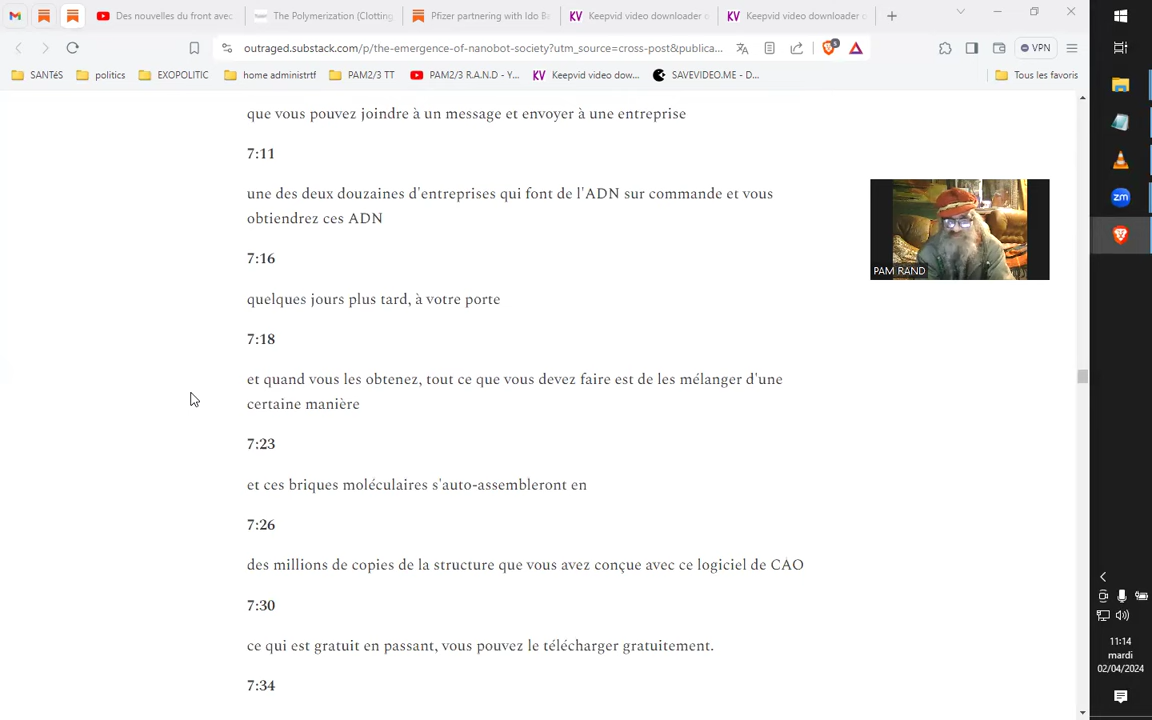 Des nouvelles du front avec
The Polymerization (Clotting
Pfizer partnering with Ido Ba
KV Keepvid video downloader o
KV Keepvid video downloader o
outraged.substack.com/p/the-emergence-of-nanobot-society?utm_source=cross-post&publica...
5
VPN
SANTéS
politics
EXOPOLITIC
home administrtf
PAM2/3 TT
PAM2/3 R.A.N.D - Y...
KV Keepvid video dow...
SAVEVIDEO.ME - D...
Tous les favoris
que vous pouvez joindre à un message et envoyer à une entreprise
7:11
une des deux douzaines d'entreprises qui font de l'ADN sur commande et vous
obtiendrez ces ADN
7:16
quelques jours plus tard, à votre porte
7:18
et quand vous les obtenez, tout ce que vous devez faire est de les mélanger d'une
certaine manière
7:23
et ces briques moléculaires s'auto-assembleront en
7:26
des millions de copies de la structure que vous avez conçue avec ce logiciel de CAO
7:30
ce qui est gratuit en passant, vous pouvez le télécharger gratuitement.
7:34
PAM RAND
zm
11:14
mardi
02/04/2024